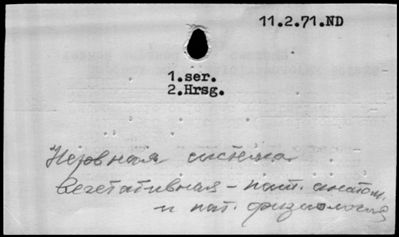 11.2.71.ND
1.ser.
2.Hrsg.
Нервная система
вегетативная – пат. анатом.
и пат. физиология